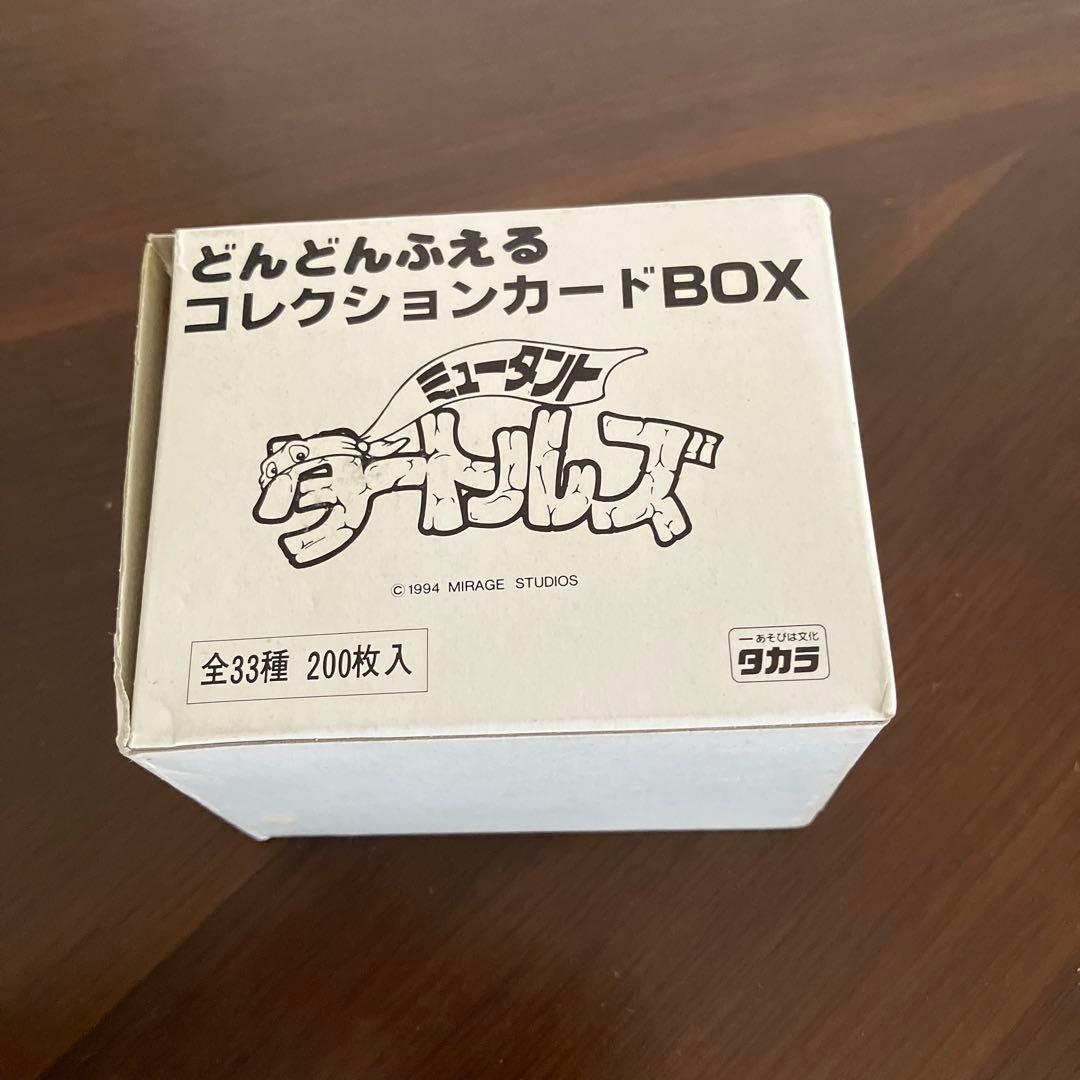 どんどんふえる
コレクションカードBOX
ミュータント
タートルズ
© 1994 MIRAGE STUDIOS
全33種 200枚入
―あそびは文化
タカラ